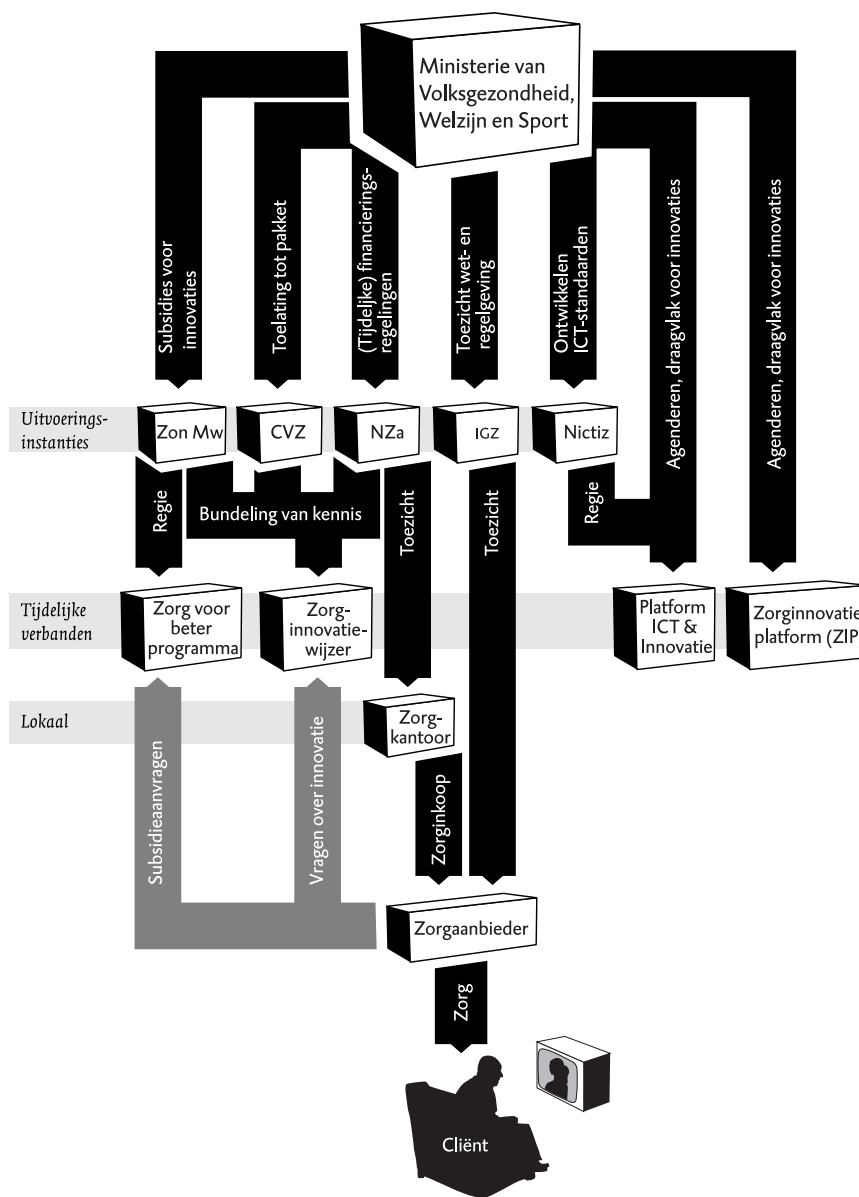 Ministerie van
Volksgezondheid,
Welzijn en Sport
Subsidies voor
innovaties
Toelating tot pakket
(Tijdelijke) financierings-
regelingen
Toezicht wet- en
regelgeving
Ontwikkelen
ICT-standaarden
Agenderen, draagvlak voor innovaties
Agenderen, draagvlak voor innovaties
Uitvoerings-
instanties
Zon Mw
CVZ
NZa
IGZ
Nictiz
Regie
Bundeling van kennis
Toezicht
Toezicht
Regie
Tijdelijke
verbanden
Zorg voor
beter
programma
Zorg-
innovatie-
wijzer
Platform
ICT &
Innovatie
Zorginnovatie
platform (ZIP)
Lokaal
Zorg-
kantoor
Subsidieaanvragen
Vragen over innovatie
Zorginkoop
Zorgaanbieder
Zorg
Cliënt